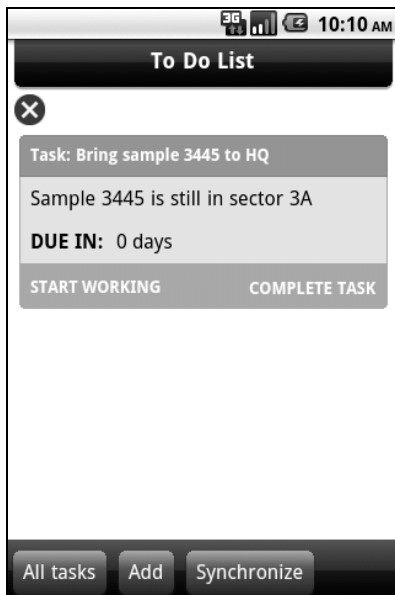 3G 10:10 AM
To Do List
Task: Bring sample 3445 to HQ
Sample 3445 is still in sector 3A
DUE IN: 0 days
START WORKING COMPLETE TASK
All tasks Add Synchronize